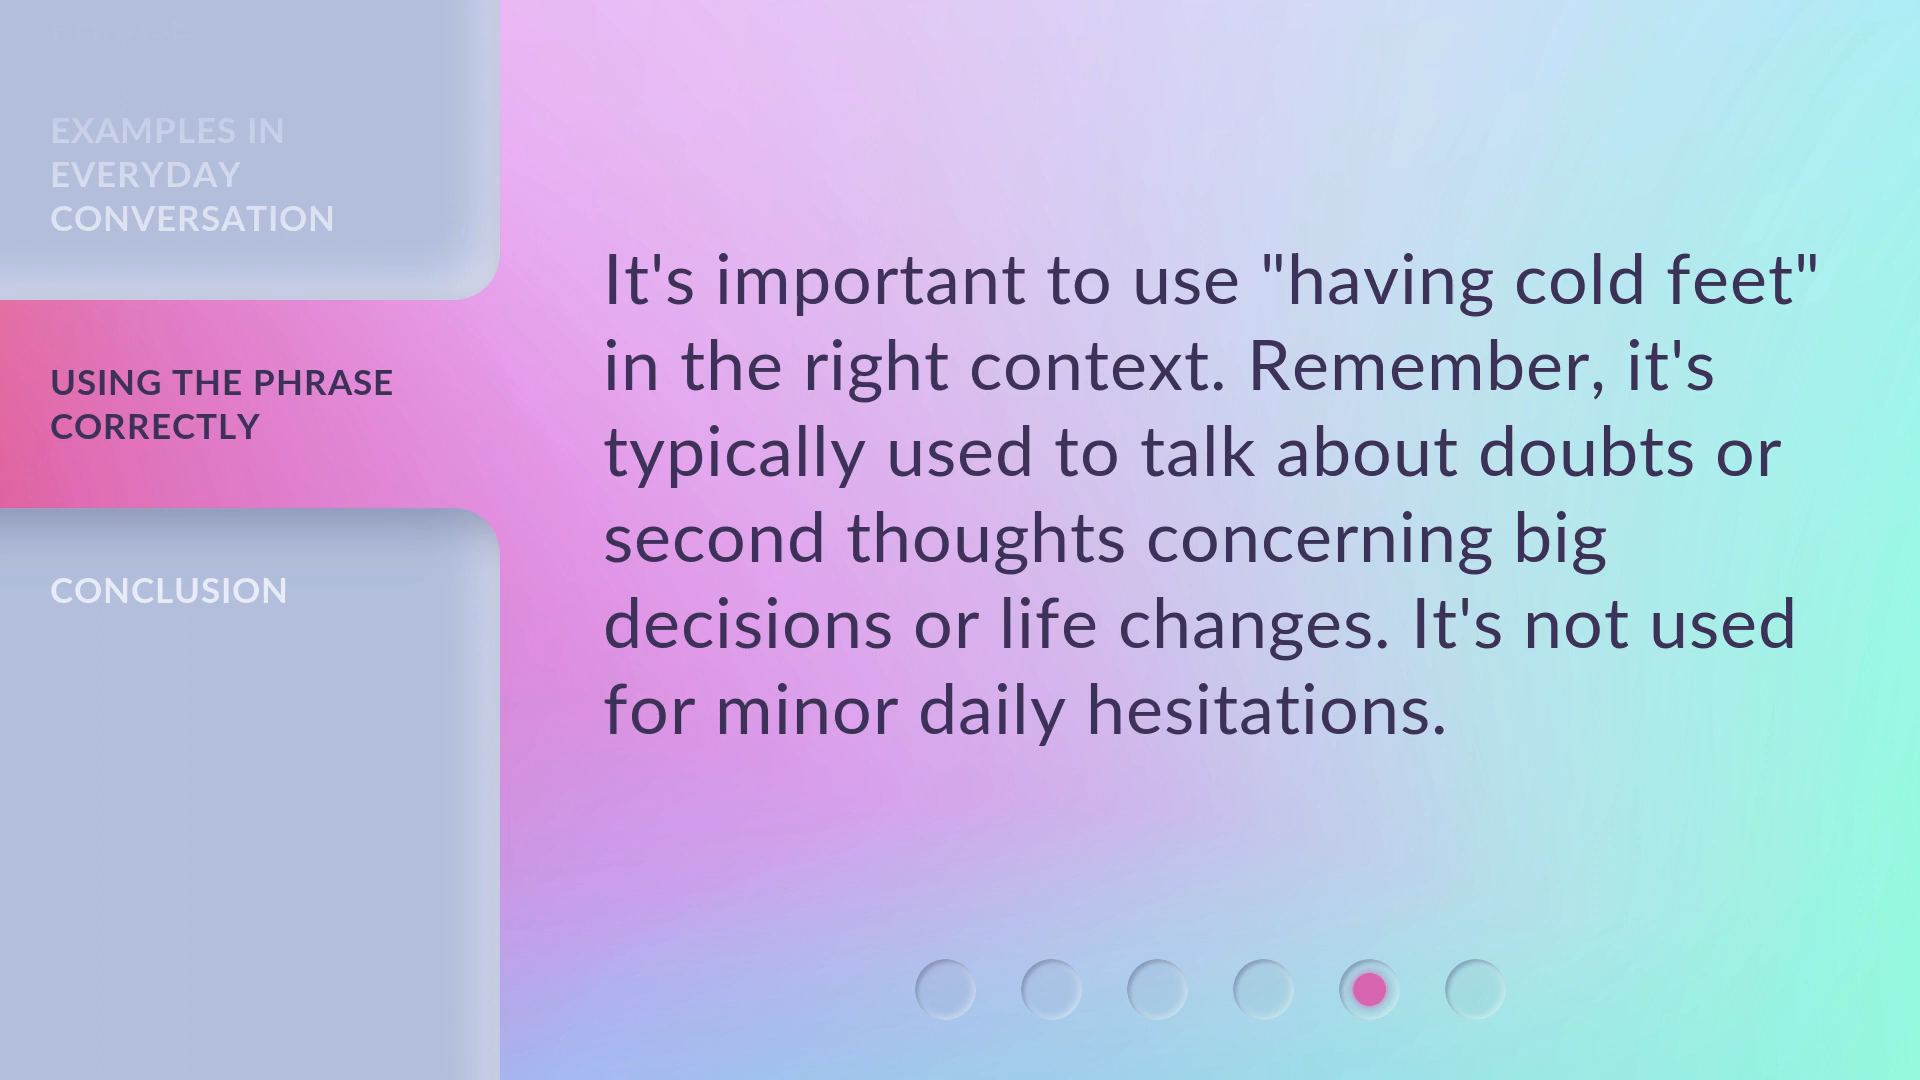 EXAMPLES IN
EVERYDAY
CONVERSATION
USING THE PHRASE
CORRECTLY
CONCLUSION
It's important to use "having cold feet"
in the right context. Remember, it's
typically used to talk about doubts or
second thoughts concerning big
decisions or life changes. It's not used
for minor daily hesitations.